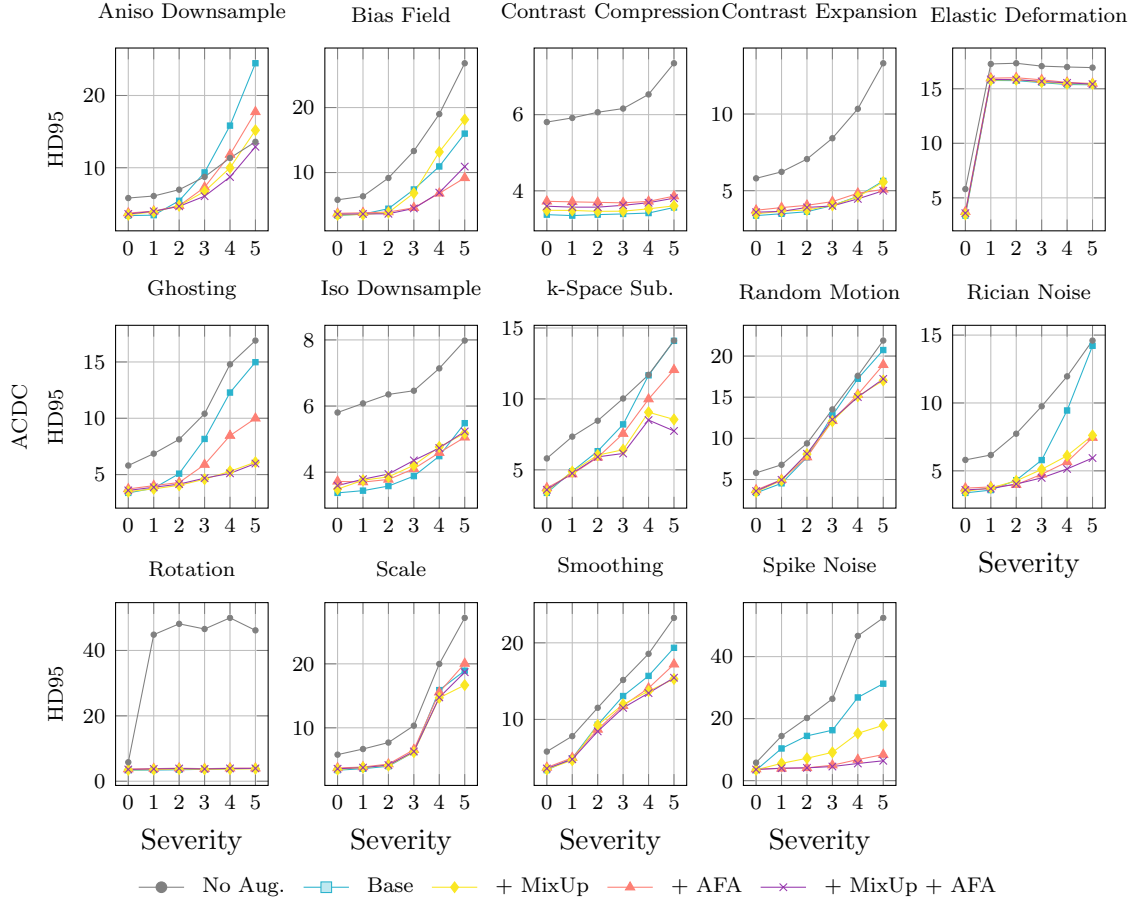 Aniso Downsample Bias Field Contrast Compression Contrast Expansion Elastic Deformation
HD95
10 20
0 1 2 3 4 5
10 20
0 1 2 3 4 5
4 6
0 1 2 3 4 5
5 10
0 1 2 3 4 5
5 10 15
0 1 2 3 4 5
Ghosting Iso Downsample k-Space Sub. Random Motion Rician Noise
ACDC
HD95
5 10 15
0 1 2 3 4 5
4 6 8
0 1 2 3 4 5
5 10 15
0 1 2 3 4 5
5 10 15 20
0 1 2 3 4 5
5 10 15
0 1 2 3 4 5
Severity
Rotation Scale Smoothing Spike Noise
HD95
0 20 40
0 1 2 3 4 5
10 20
0 1 2 3 4 5
10 20
0 1 2 3 4 5
0 20 40
0 1 2 3 4 5
Severity Severity Severity Severity
No Aug. Base + MixUp + AFA + MixUp + AFA